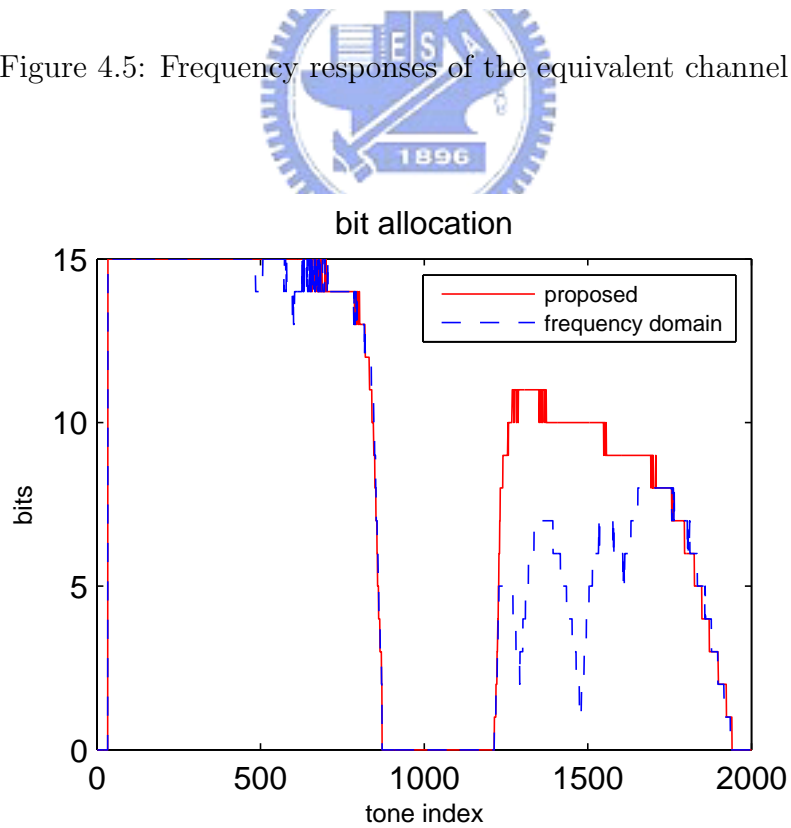 Figure 4.5: Frequency responses of the equivalent channel
E S A
1896
bit allocation
15
10
5
0
bits
proposed
frequency domain
0 500 1000 1500 2000
tone index